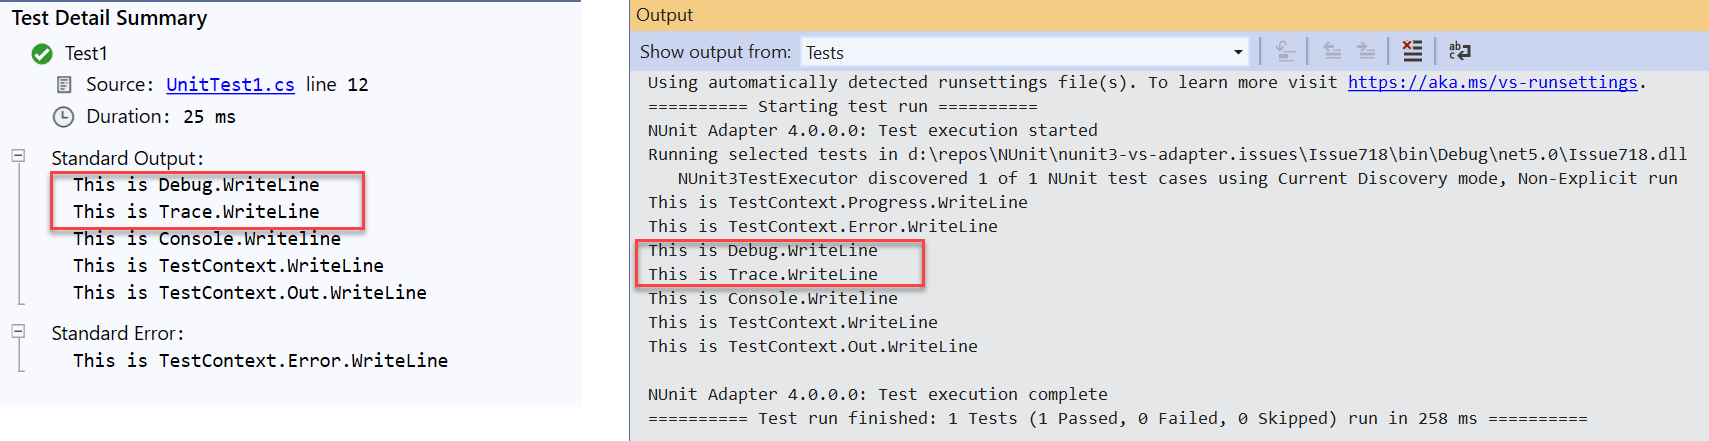 Test Detail Summary
Test1
Source: UnitTest1.cs line 12
Duration: 25 ms
Standard Output:
This is Debug.WriteLine
This is Trace.WriteLine
This is Console.Writeline
This is TestContext.WriteLine
This is TestContext.Out.WriteLine
Standard Error:
This is TestContext.Error.WriteLine
Output
Show output from: Tests
Using automatically detected runsettings file(s). To learn more visit https://aka.ms/vs-runsettings.
========== Starting test run ==========
NUnit Adapter 4.0.0.0: Test execution started
Running selected tests in d:\repos\NUnit\nunit3-vs-adapter.issues\Issue718\bin\Debug\net5.0\Issue718.dll
NUnit3TestExecutor discovered 1 of 1 NUnit test cases using Current Discovery mode, Non-Explicit run
This is TestContext.Progress.WriteLine
This is TestContext.Error.WriteLine
This is Debug.WriteLine
This is Trace.WriteLine
This is Console.Writeline
This is TestContext.WriteLine
This is TestContext.Out.WriteLine
NUnit Adapter 4.0.0.0: Test execution complete
========== Test run finished: 1 Tests (1 Passed, 0 Failed, 0 Skipped) run in 258 ms ==========